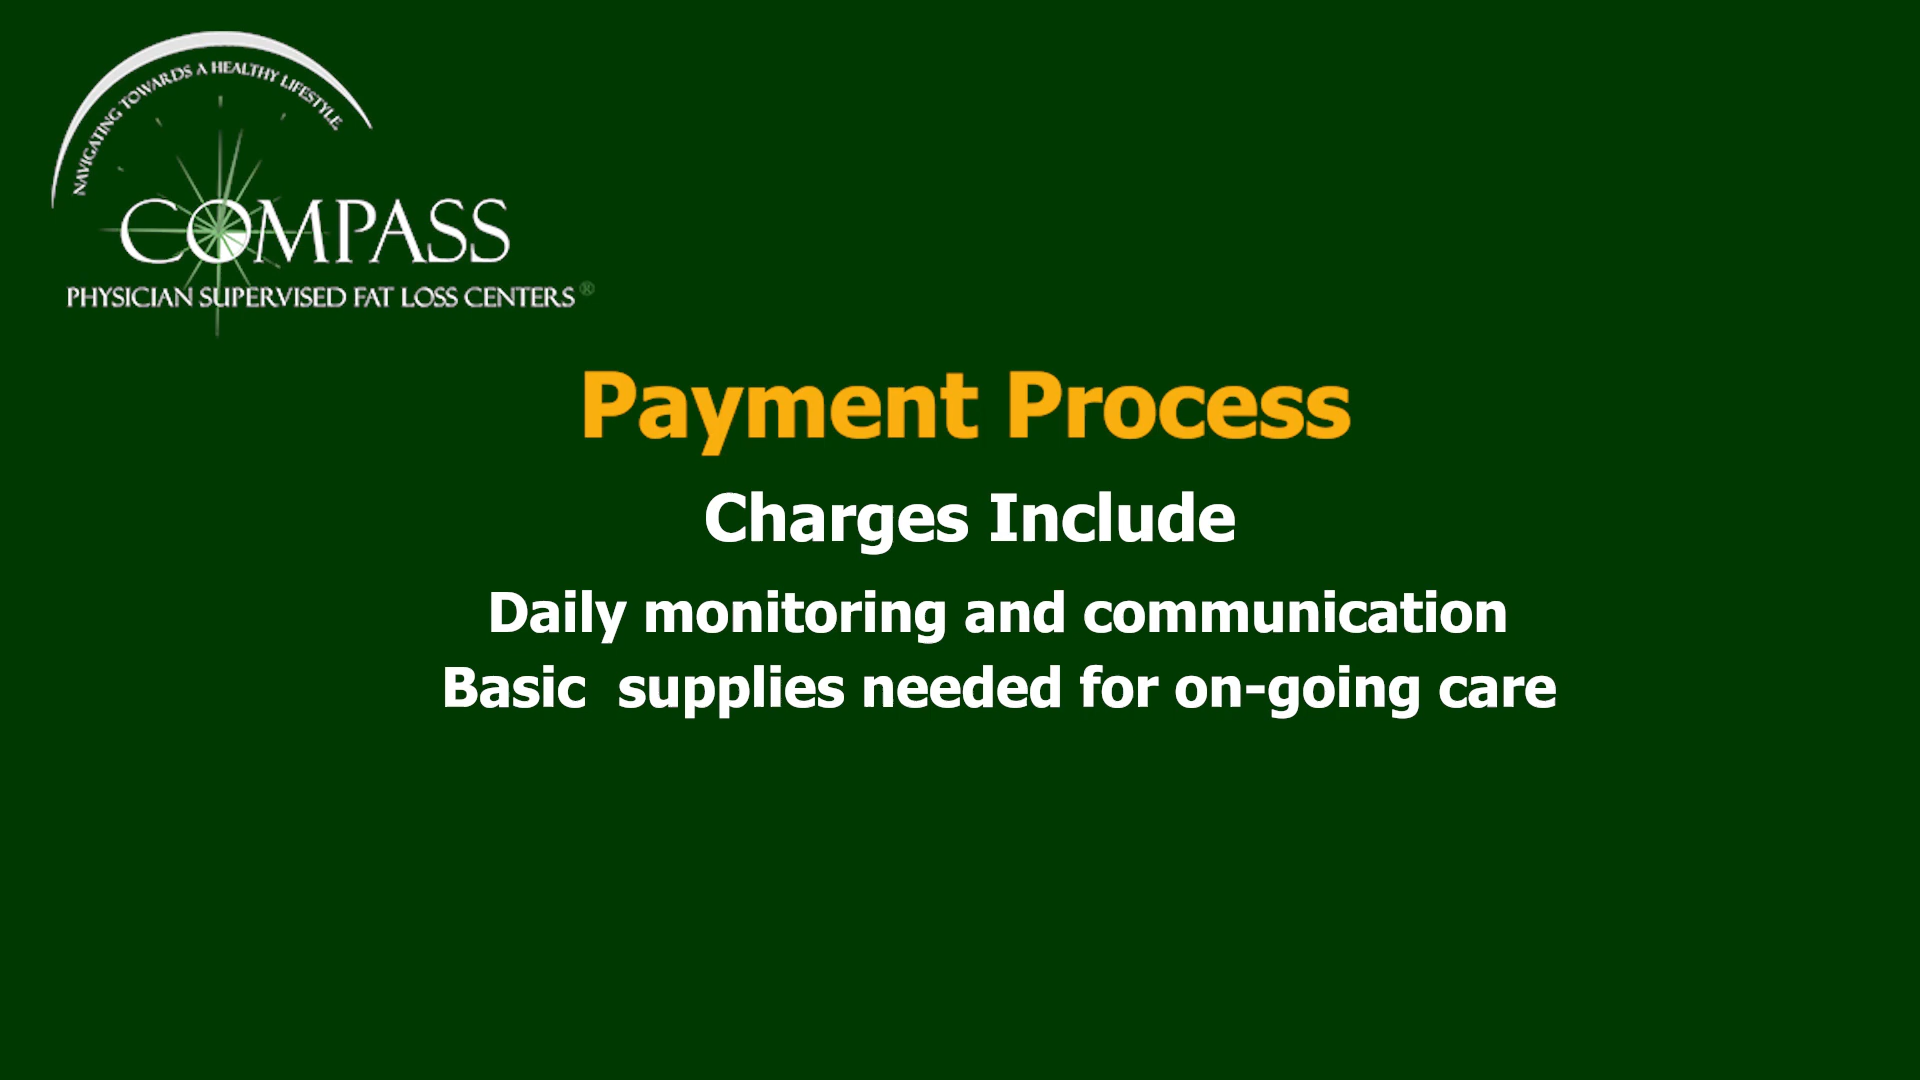 NAVIGATING TOWARDS A HEALTHY LIFESTYLE
COMPASS
PHYSICIAN SUPERVISED FAT LOSS CENTERS ®
Payment Process
Charges Include
Daily monitoring and communication
Basic  supplies needed for on-going care